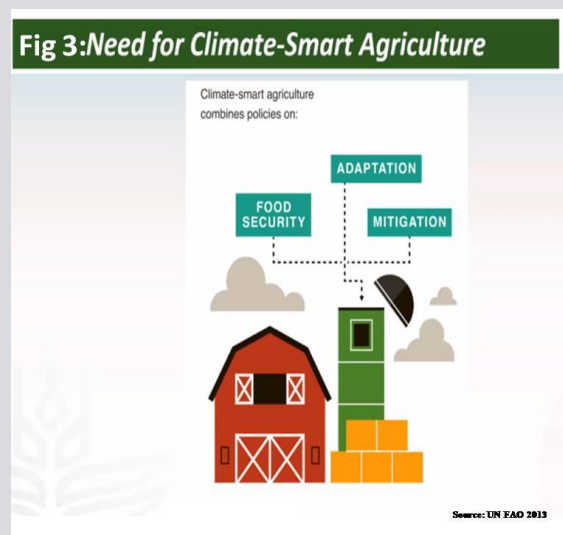 Fig 3:Need for Climate-Smart Agriculture
Climate-smart agriculture
combines policies on:
ADAPTATION
FOOD
SECURITY
MITIGATION
Source: UN FAO 2013